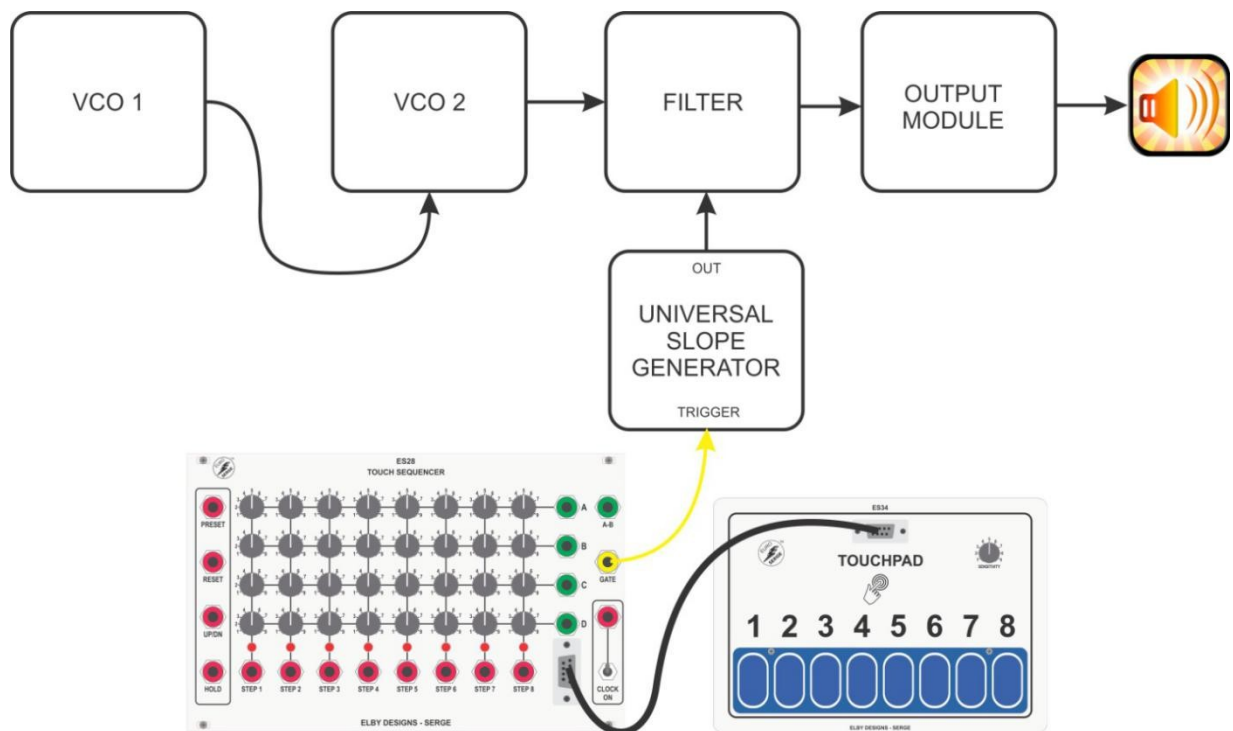 VCO 1
VCO 2
FILTER
OUTPUT
MODULE
OUT
UNIVERSAL
SLOPE
GENERATOR
TRIGGER
ES28
TOUCH SEQUENCER
PRESET
RESET
UP/DN
HOLD
A
A-B
B
GATE
C
D
STEP 1
STEP 2
STEP 3
STEP 4
STEP 5
STEP 6
STEP 7
STEP 8
CLOCK
ON
ELBY DESIGNS - SERGE
ES34
TOUCHPAD
SENSITIVITY
1 2 3 4 5 6 7 8
ELBY DESIGNS - SERGE